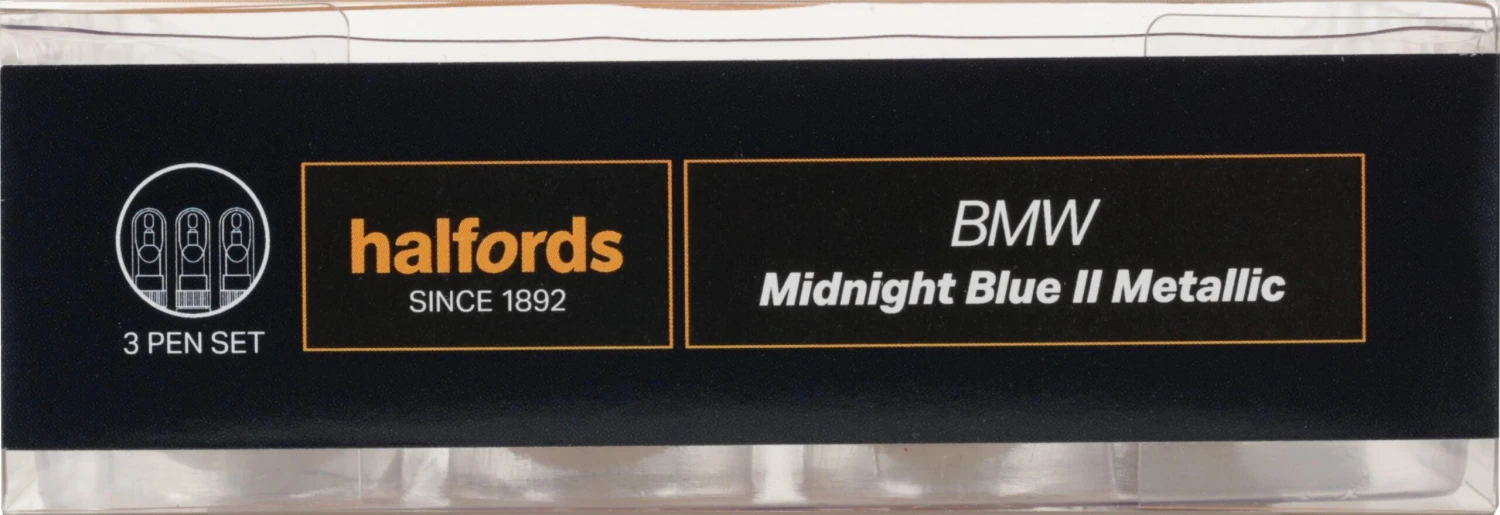 3 PEN SET
halfords
SINCE 1892
BMW
Midnight Blue II Metallic